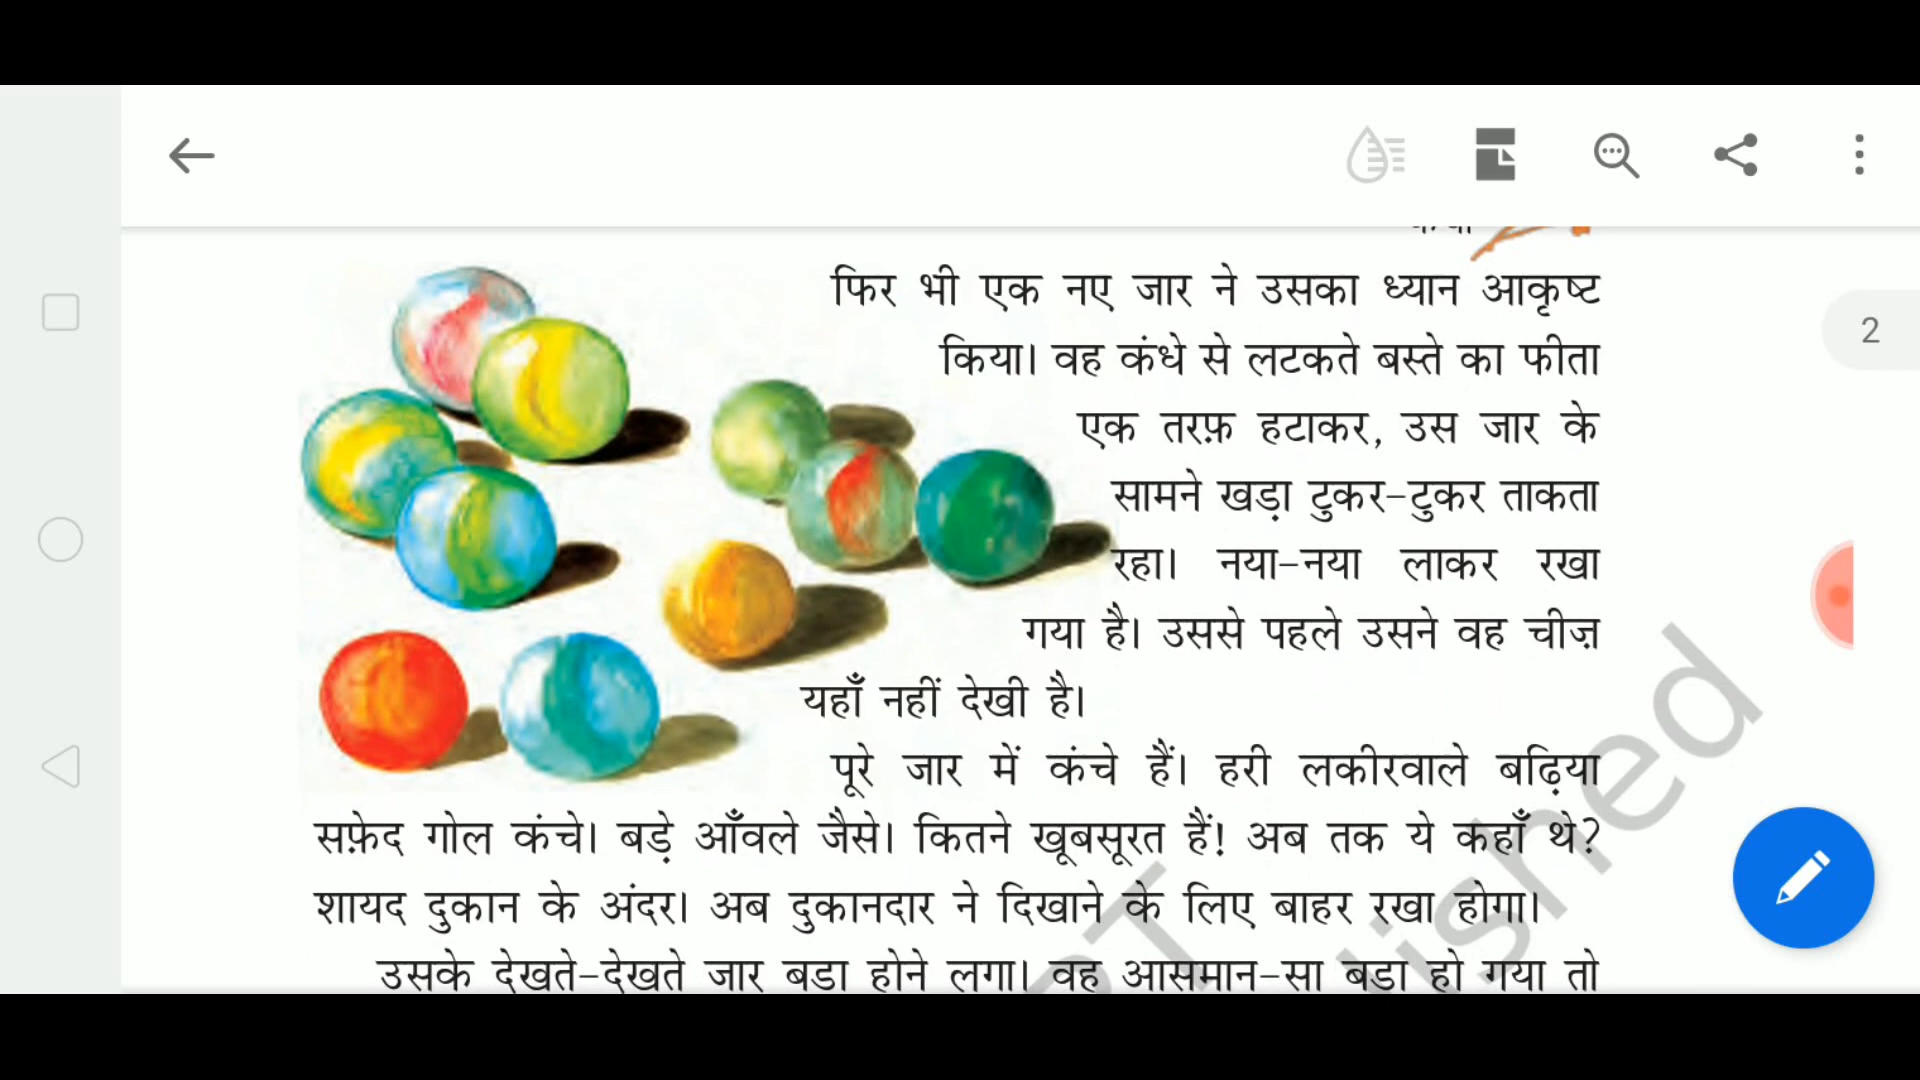 फिर भी एक नए जार ने उसका ध्यान आकृष्ट
किया। वह कंधे से लटकते बस्ते का फीता
एक तरफ़ हटाकर, उस जार के
सामने खड़ा टुकर-टुकर ताकता
रहा। नया-नया लाकर रखा
गया है। उससे पहले उसने वह चीज़
यहाँ नहीं देखी है।
पूरे जार में कंचे हैं। हरी लकीरवाले बढ़िया
सफ़ेद गोल कंचे। बड़े आँवले जैसे। कितने खूबसूरत हैं! अब तक ये कहाँ थे?
शायद दुकान के अंदर। अब दुकानदार ने दिखाने के लिए बाहर रखा होगा।
उसके देखते-देखते जार बडा होने लगा। वह आसमान-सा बडा हो गया तो
2